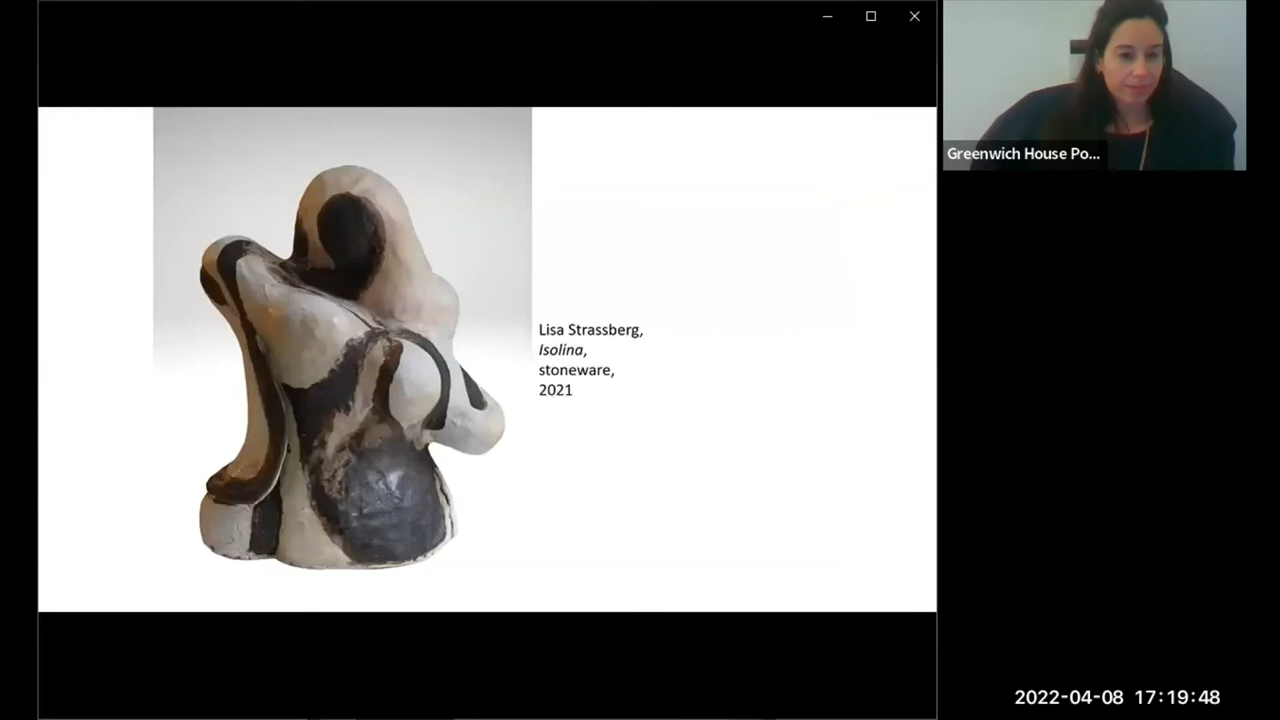 Greenwich House Po...
Lisa Strassberg,
Isolina,
stoneware,
2021
2022-04-08 17:19:48